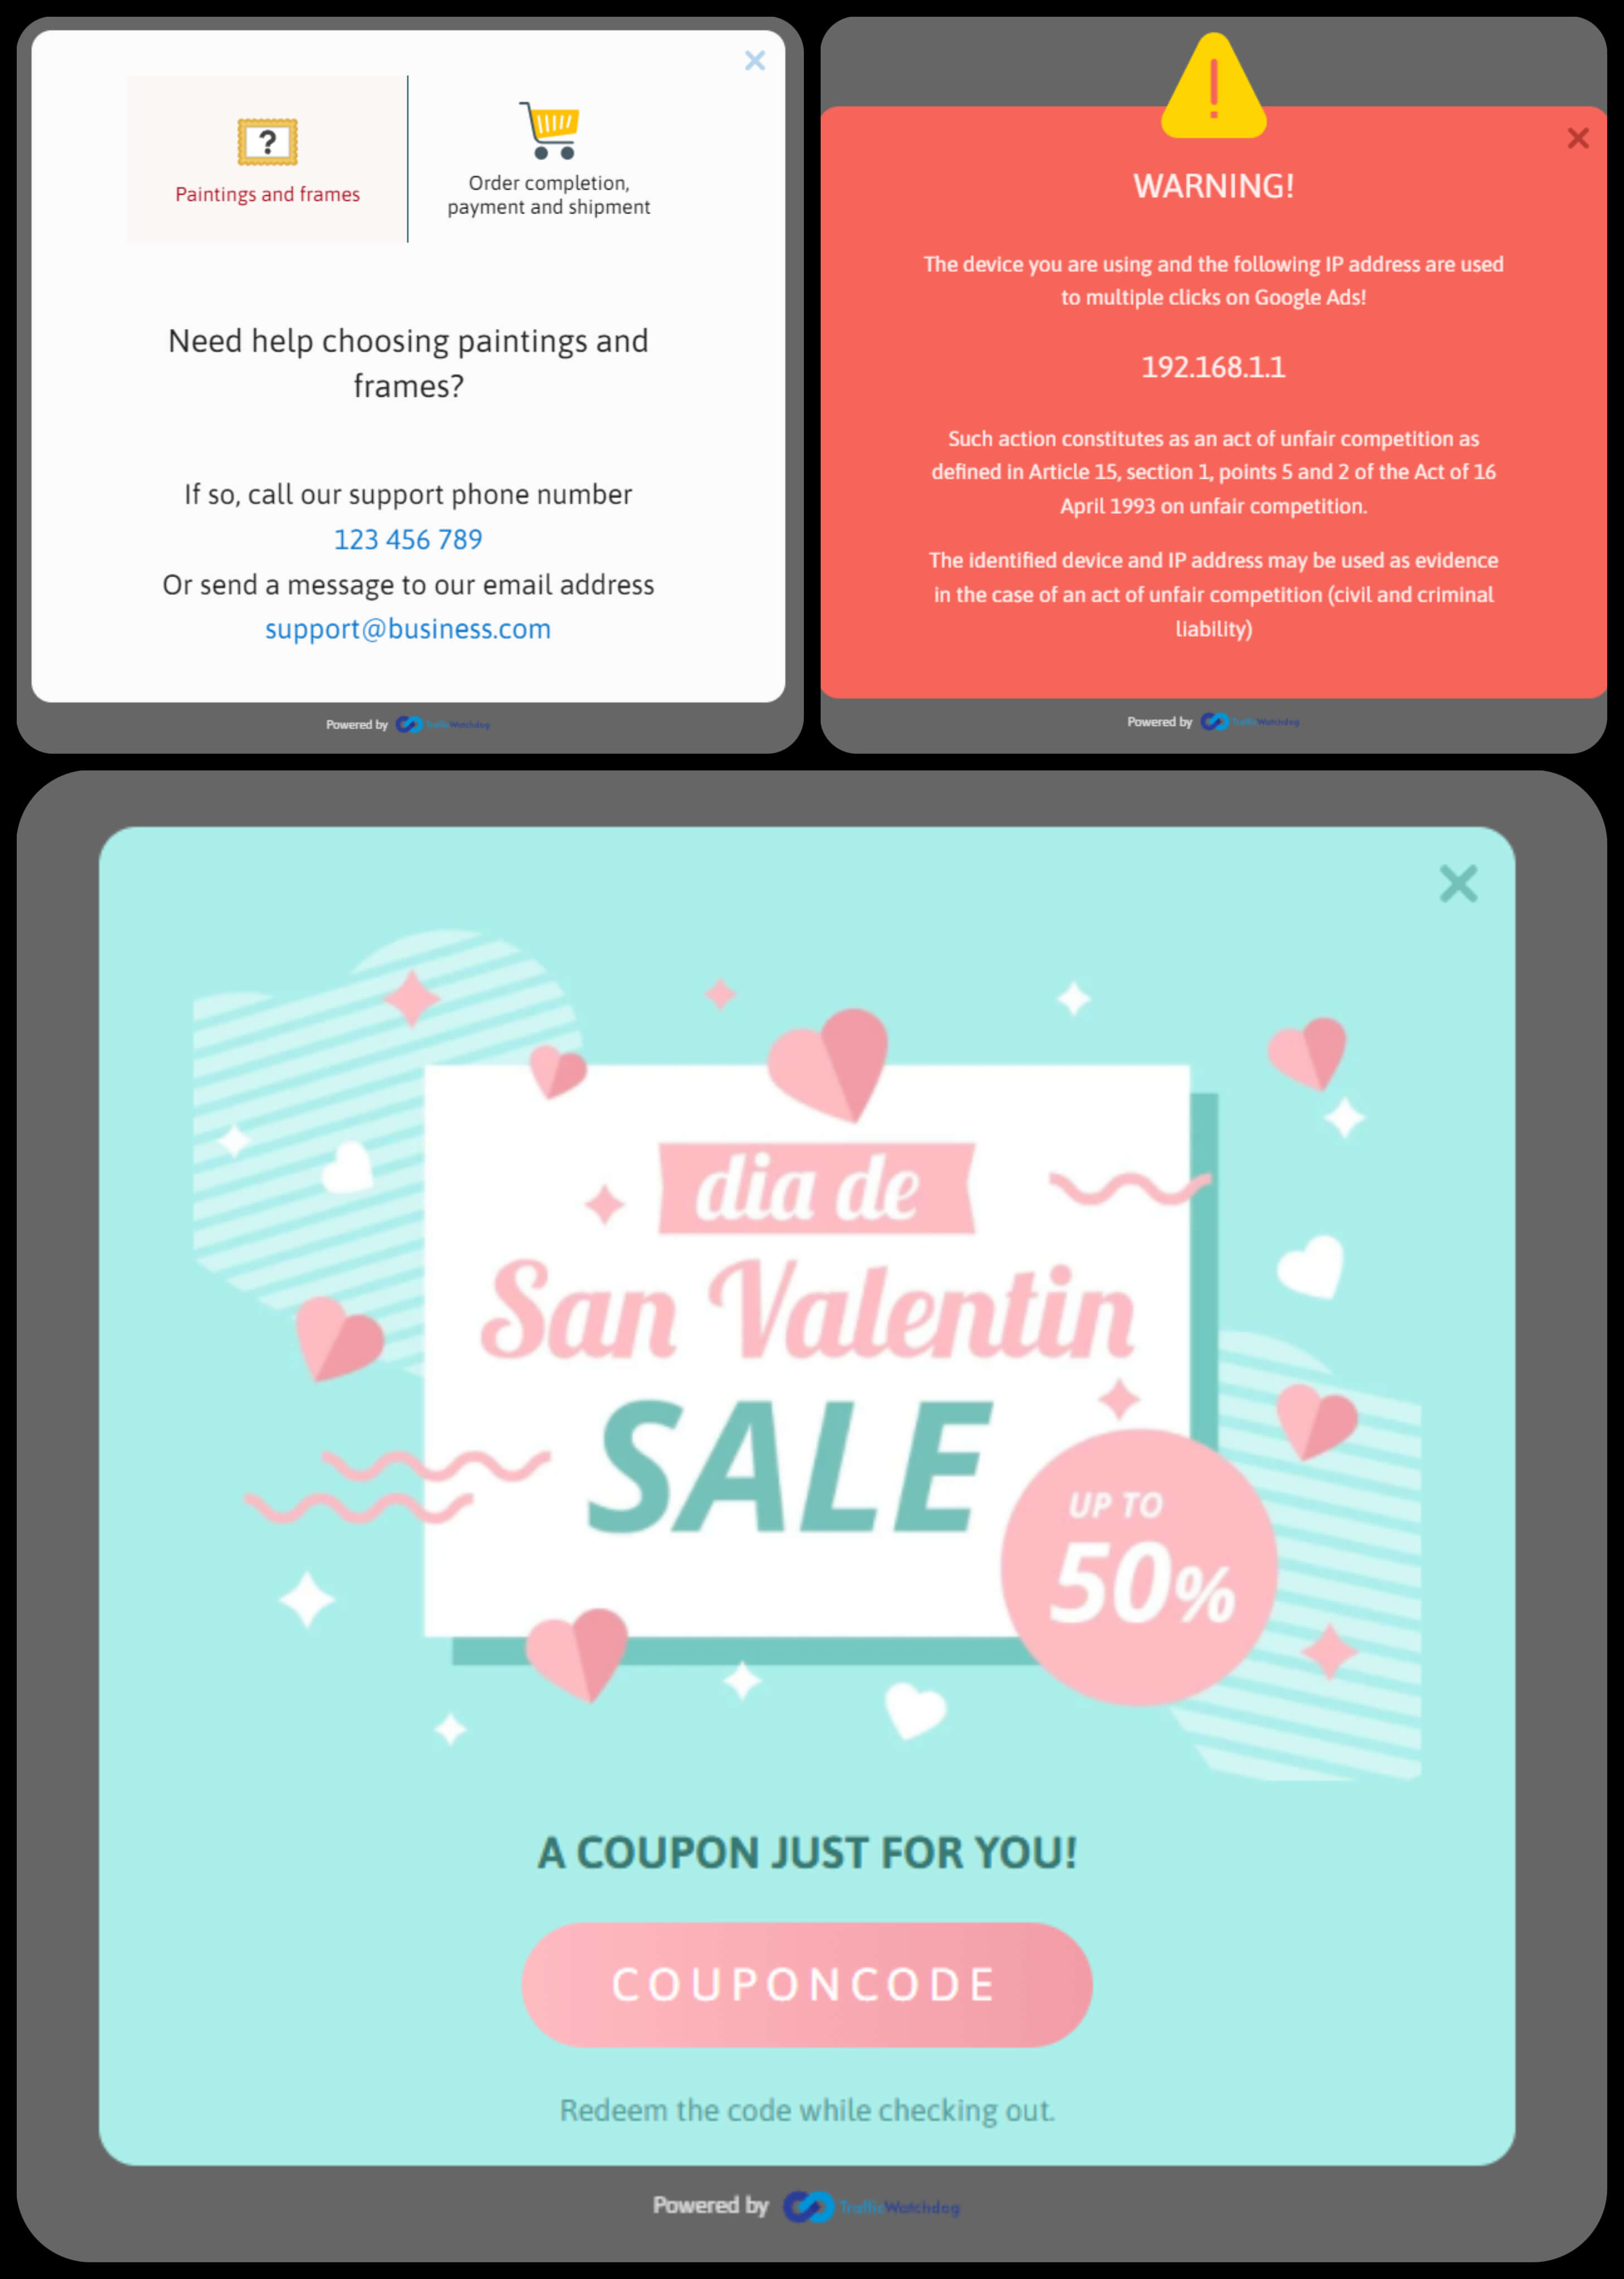 ?
Paintings and frames
Order completion,
payment and shipment
Need help choosing paintings and
frames?
If so, call our support phone number
123 456 789
Or send a message to our email address
support@business.com
Powered by TrafficWatchdog
!
WARNING!
The device you are using and the following IP address are used
to multiple clicks on Google Ads!
192.168.1.1
Such action constitutes as an act of unfair competition as
defined in Article 15, section 1, points 5 and 2 of the Act of 16
April 1993 on unfair competition.
The identified device and IP address may be used as evidence
in the case of an act of unfair competition (civil and criminal
liability)
Powered by TrafficWatchdog
dia de
San Valentin
SALE
UP TO
50%
A COUPON JUST FOR YOU!
COUPONCODE
Redeem the code while checking out.
Powered by TrafficWatchdog